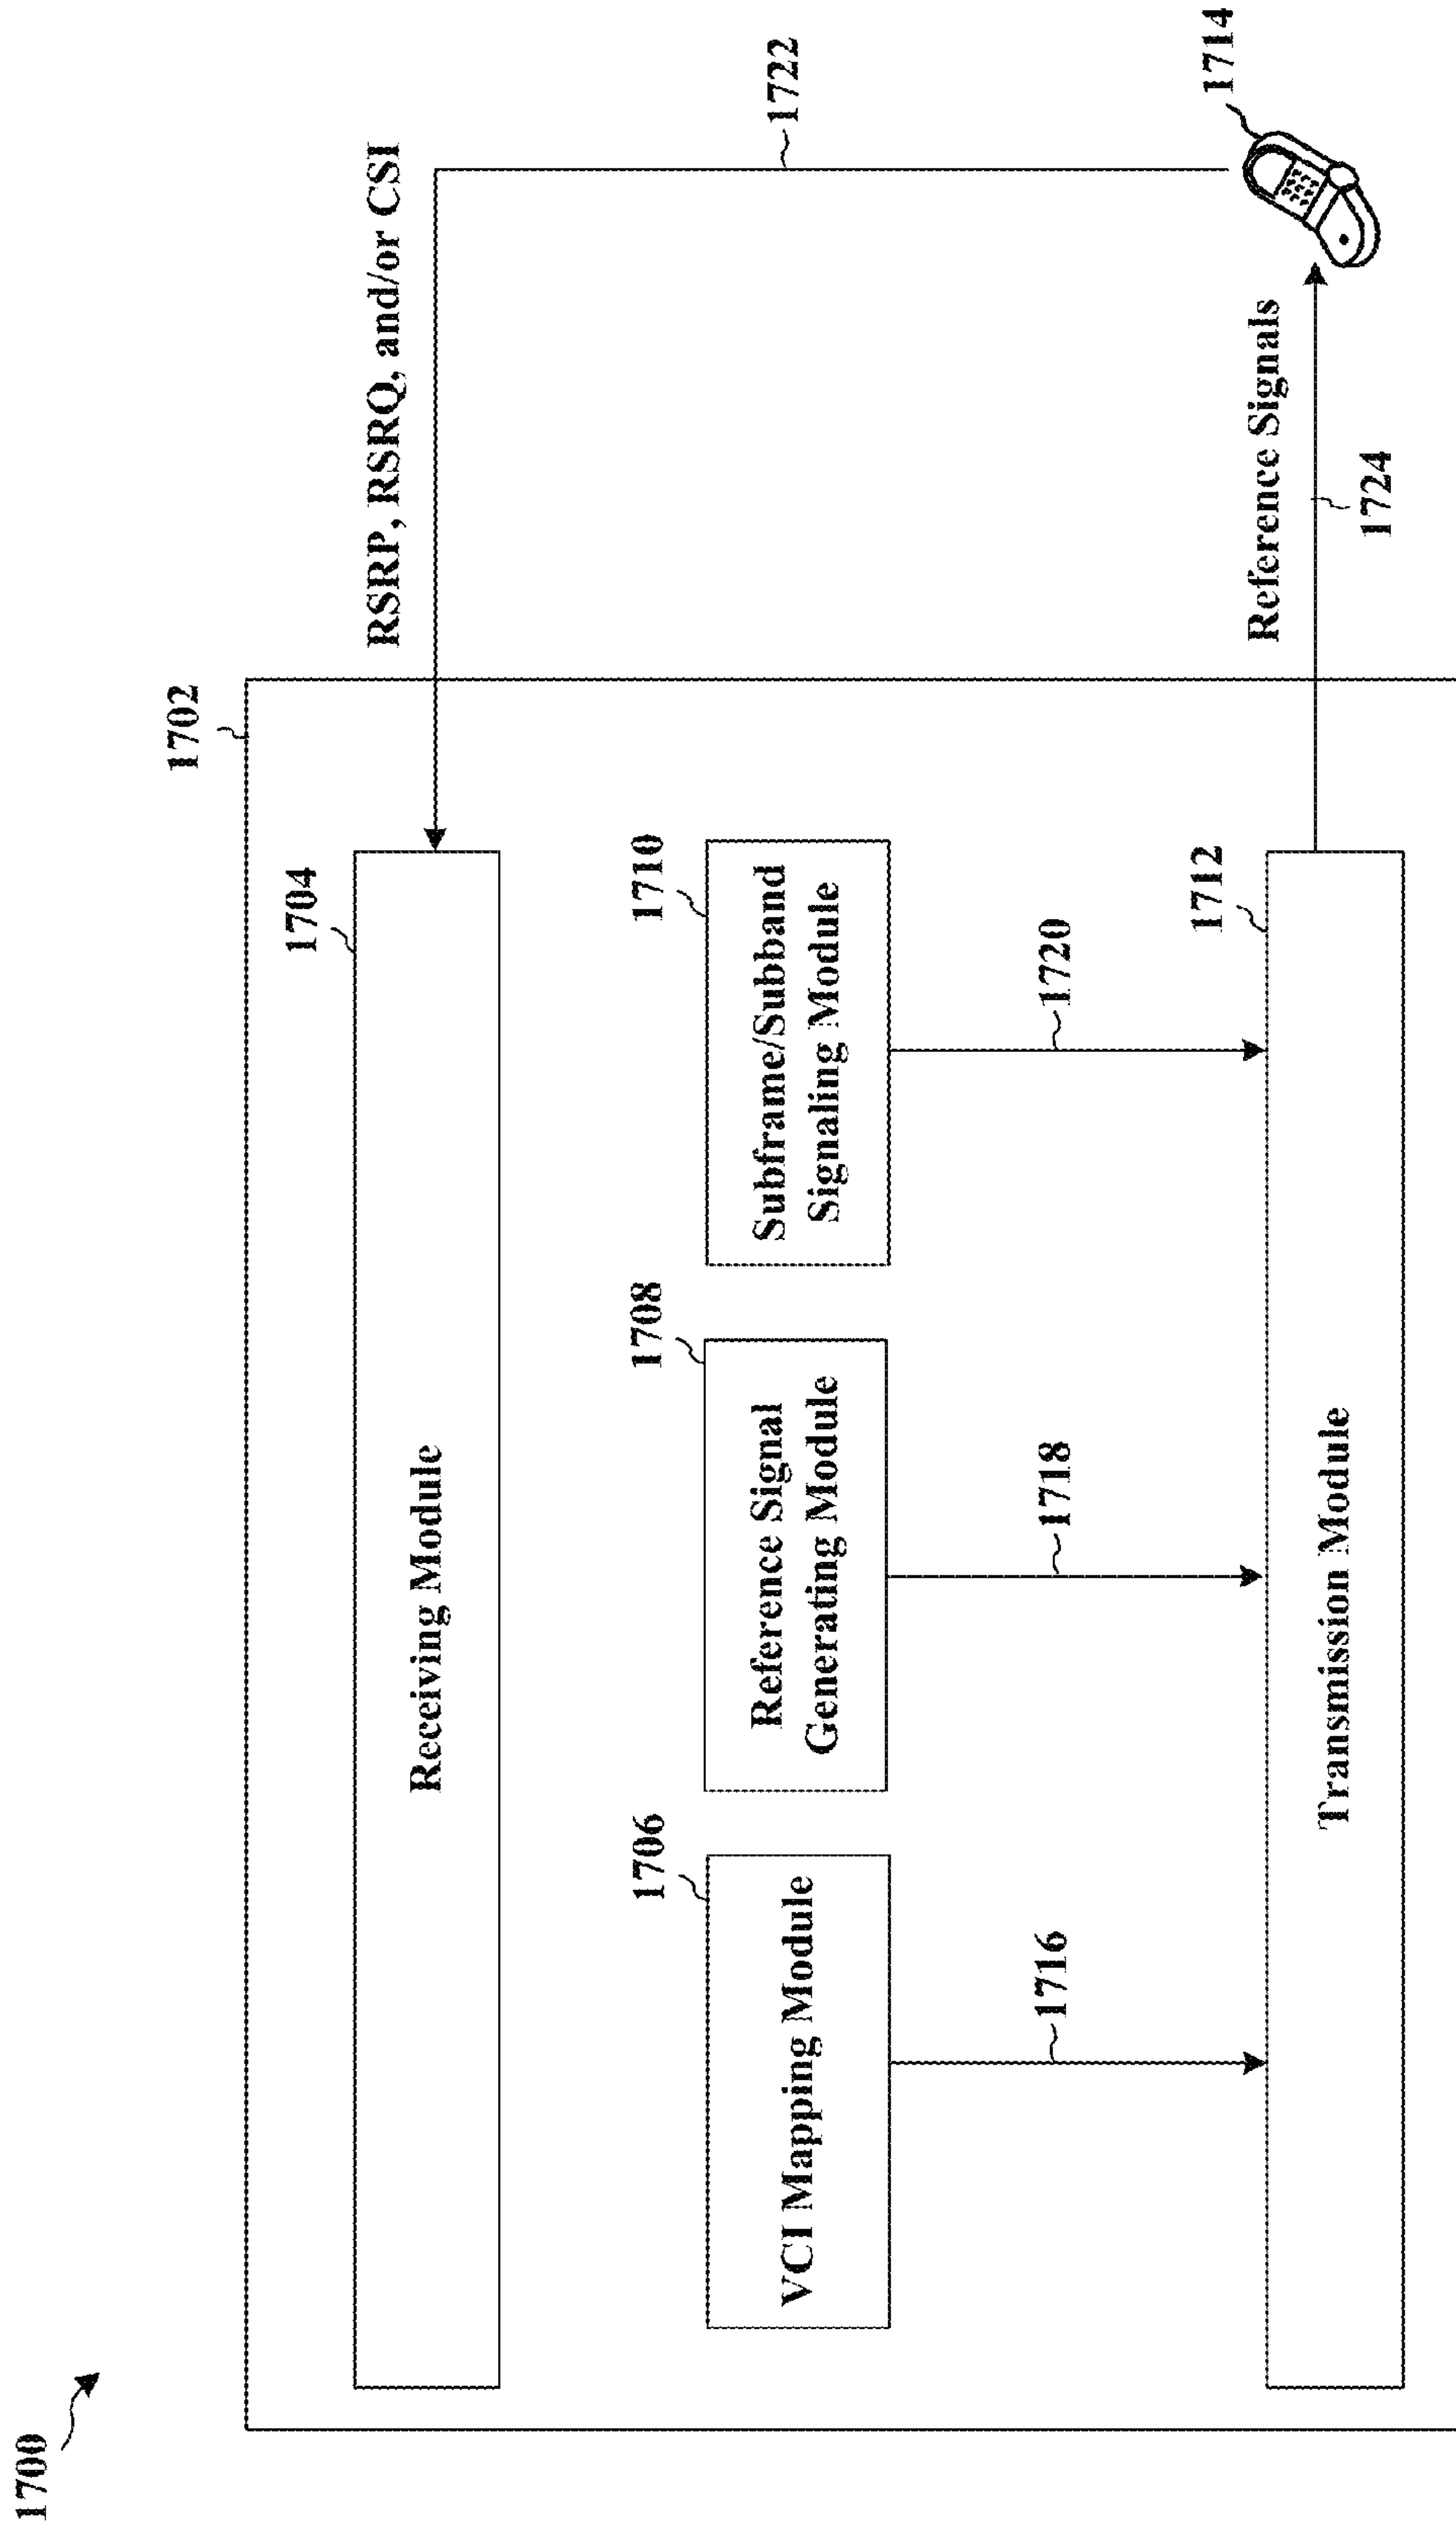 1700
1702
1704
Receiving Module
RSRP, RSRQ, and/or CSI
1722
1706
VCI Mapping Module
1708
Reference Signal
Generating Module
1710
Subframe/Subband
Signaling Module
1716
1718
1720
1712
Transmission Module
Reference Signals
1724
1714